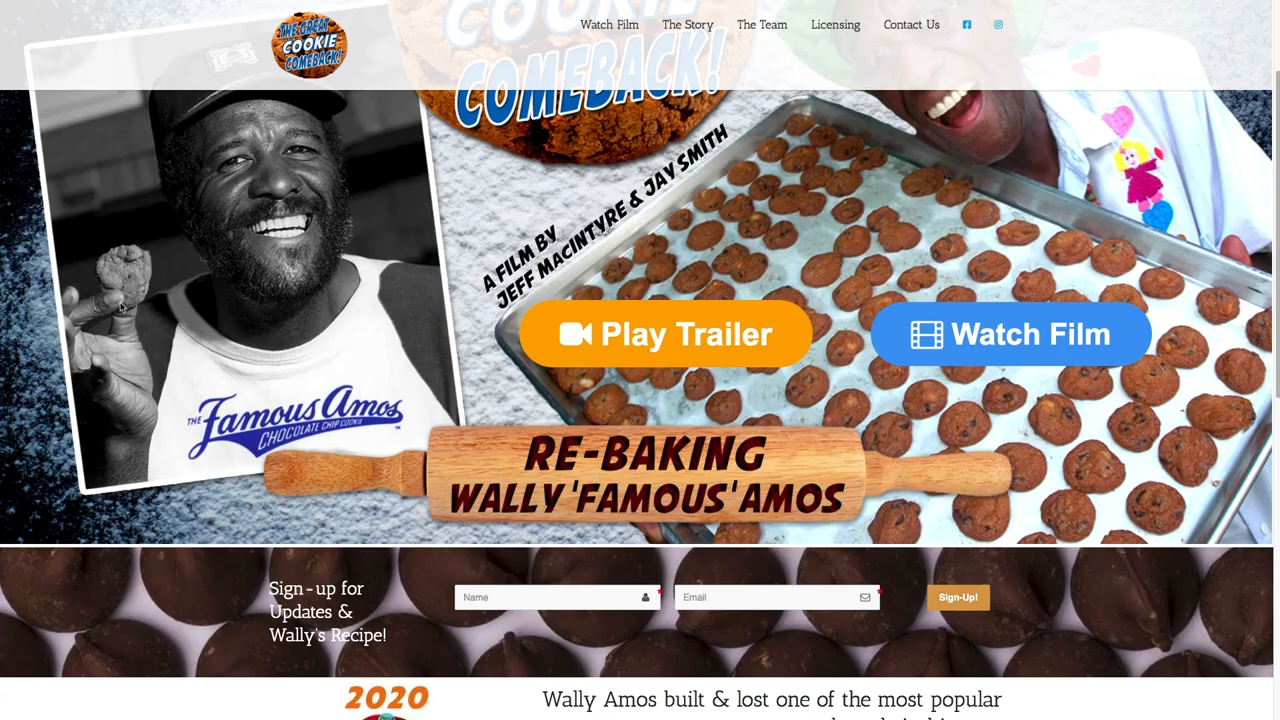 THE GREAT
COOKIE
COMEBACK!
Watch Film
The Story
The Team
Licensing
Contact Us
COOKIE
COMEBACK!
A FILM BY
JEFF MACINTYRE & JAY SMITH
Play Trailer
Watch Film
THE Famous Amos
CHOCOLATE CHIP COOKIE
RE-BAKING
WALLY 'FAMOUS' AMOS
Sign-up for
Updates &
Wally's Recipe!
Name
Email
Sign-Up!
2020
Wally Amos built & lost one of the most popular